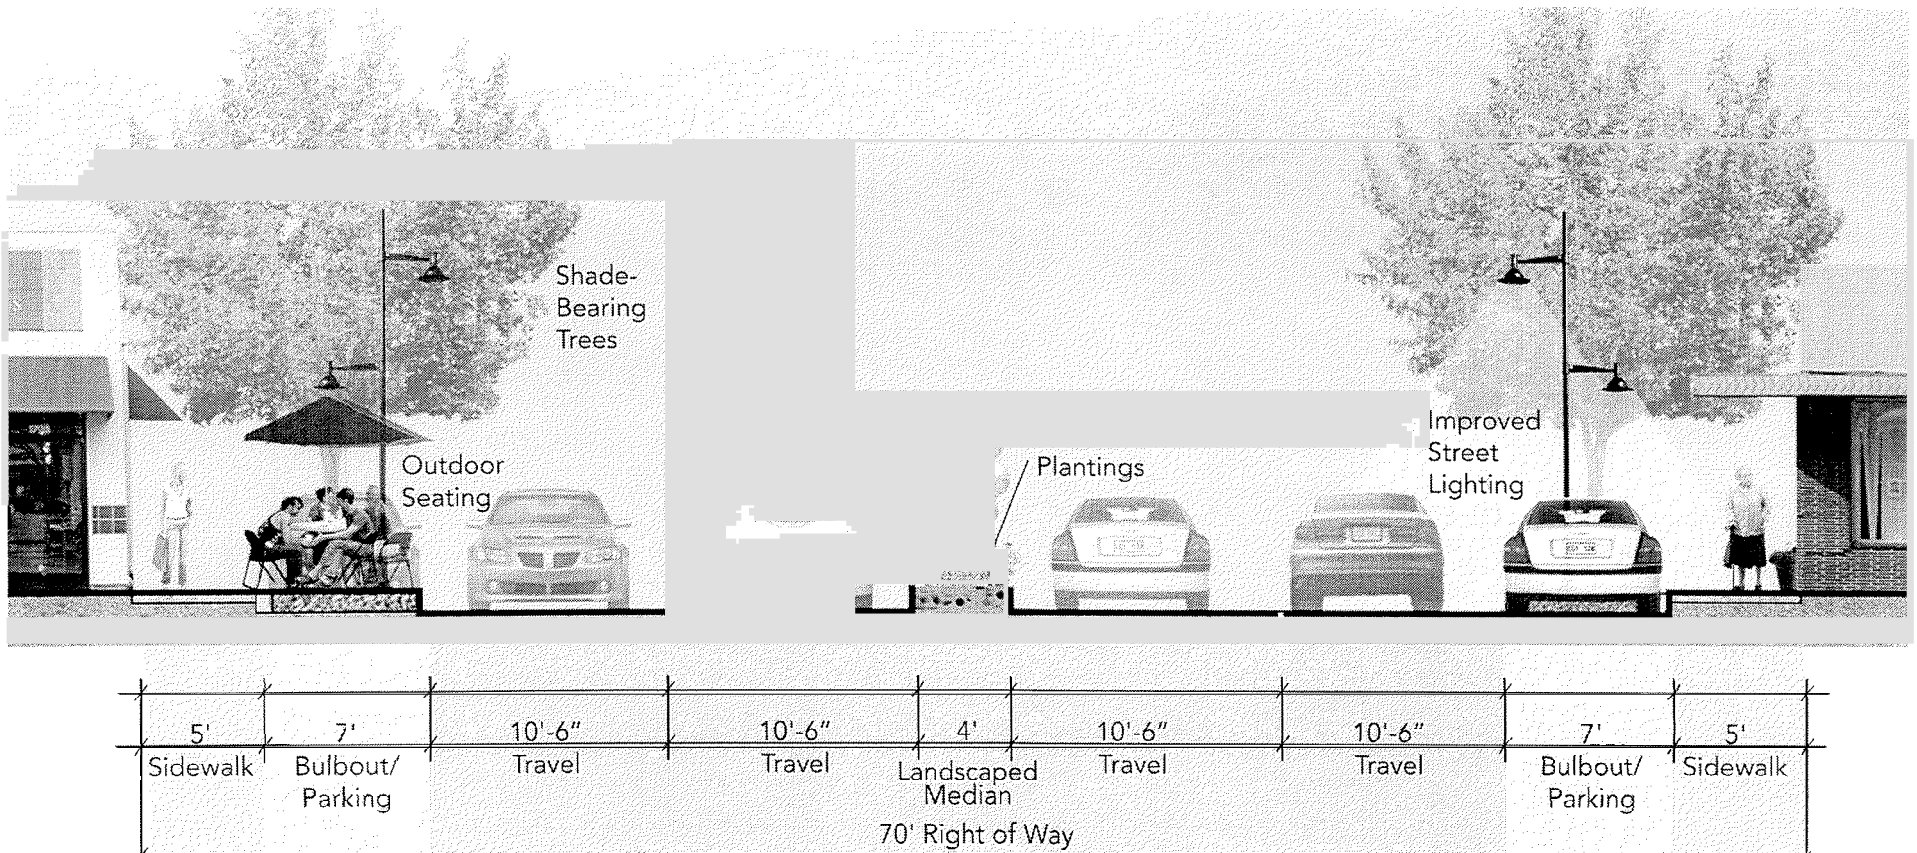 Shade-
Bearing
Trees
Outdoor
Seating
Plantings
Improved
Street
Lighting
5' 7' 10'-6" 10'-6" 4' 10'-6" 10'-6" 7' 5'
Sidewalk Bulbout/ Travel Travel Landscaped Travel Travel Bulbout/ Sidewalk
Parking Median Parking
70' Right of Way